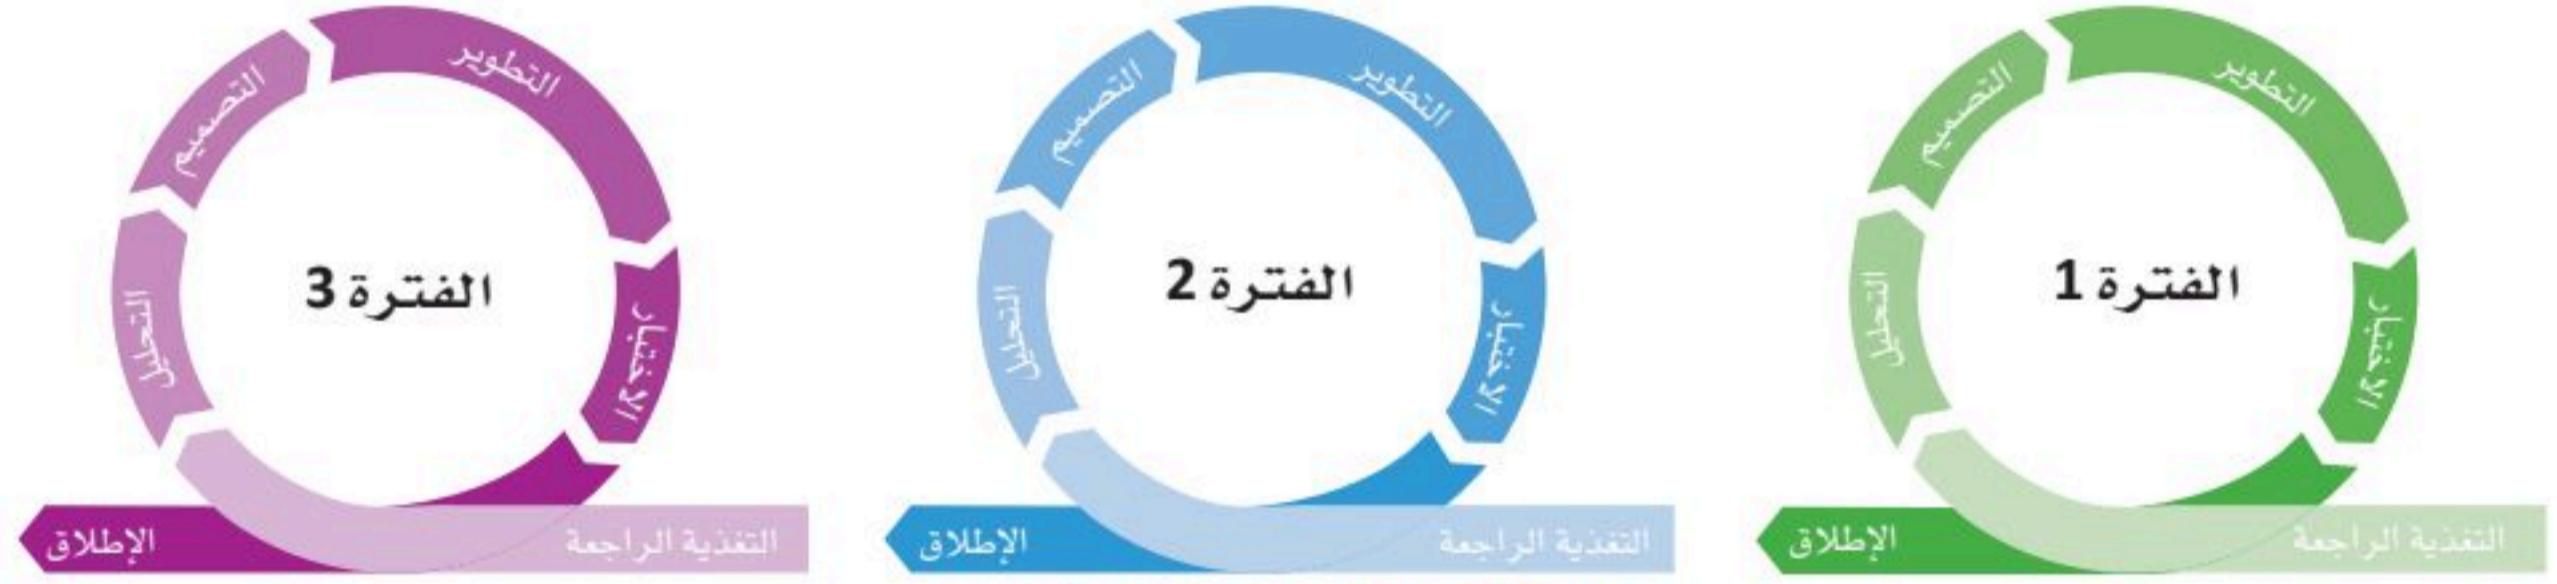 الفترة 1
التغذية الراجعة
التحليل
التصميم
التطوير
الاختبار
الإطلاق
الفترة 2
التغذية الراجعة
التحليل
التصميم
التطوير
الاختبار
الإطلاق
الفترة 3
التغذية الراجعة
التحليل
التصميم
التطوير
الاختبار
الإطلاق